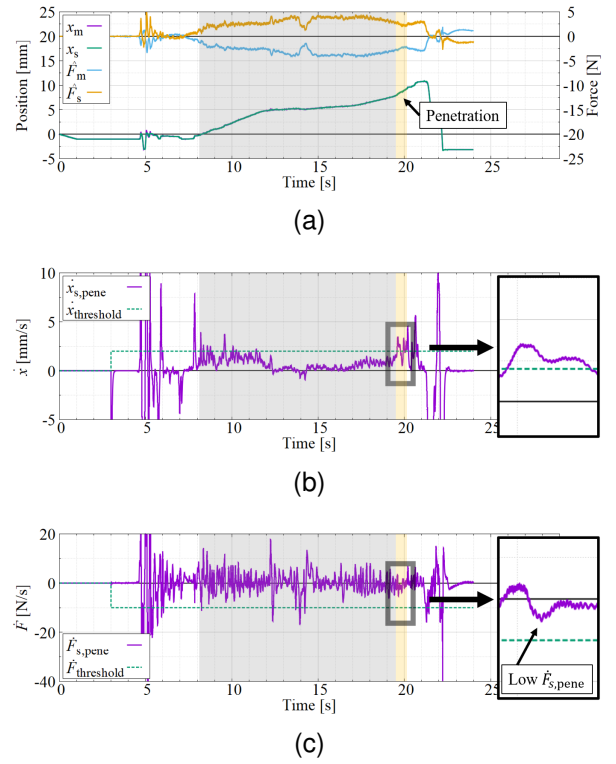 25
20
15
10
5
0
-5
Position [mm]
x_m
x_s
F̂_m
F̂_s
5
0
-5
-10
-15
-20
-25
Force [N]
Penetration
0 5 10 15 20 25
Time [s]
(a)
10
5
0
-5
ẋ [mm/s]
ẋ_s,pene
ẋ_threshold
0 5 10 15 20 25
Time [s]
(b)
20
0
-20
-40
Ḟ [N/s]
Ḟ_s,pene
Ḟ_threshold
Low Ḟ_s,pene
0 5 10 15 20 25
Time [s]
(c)